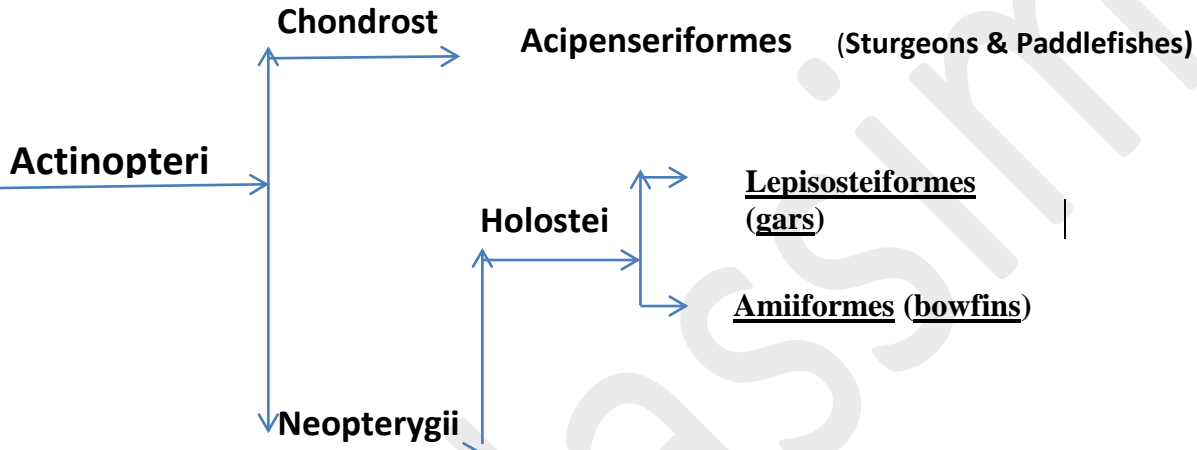 Chondrost
Acipenseriformes (Sturgeons & Paddlefishes)
Actinopteri
Lepisosteiformes
(gars)
Holostei
Amiiformes (bowfins)
Neopterygii